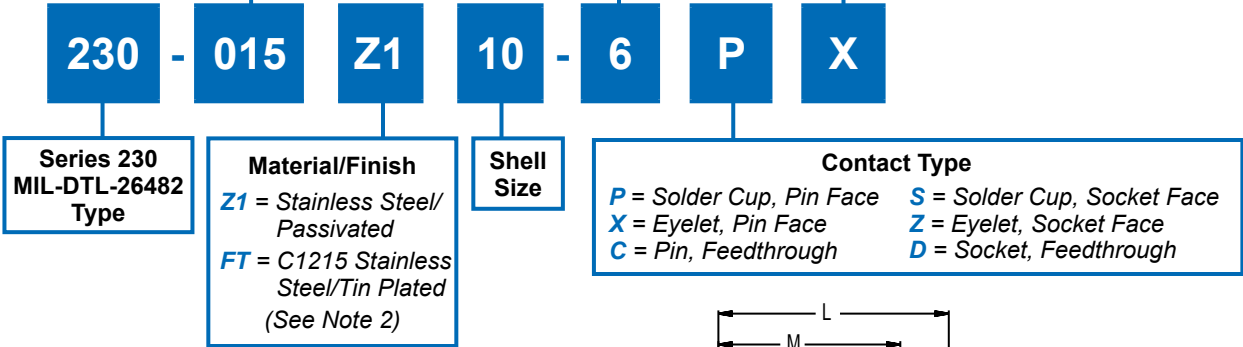 230 - 015 Z1 10 - 6 P X
Series 230
MIL-DTL-26482
Type
Material/Finish
Z1 = Stainless Steel/
Passivated
FT = C1215 Stainless
Steel/Tin Plated
(See Note 2)
Shell
Size
Contact Type
P = Solder Cup, Pin Face S = Solder Cup, Socket Face
X = Eyelet, Pin Face Z = Eyelet, Socket Face
C = Pin, Feedthrough D = Socket, Feedthrough
L
M